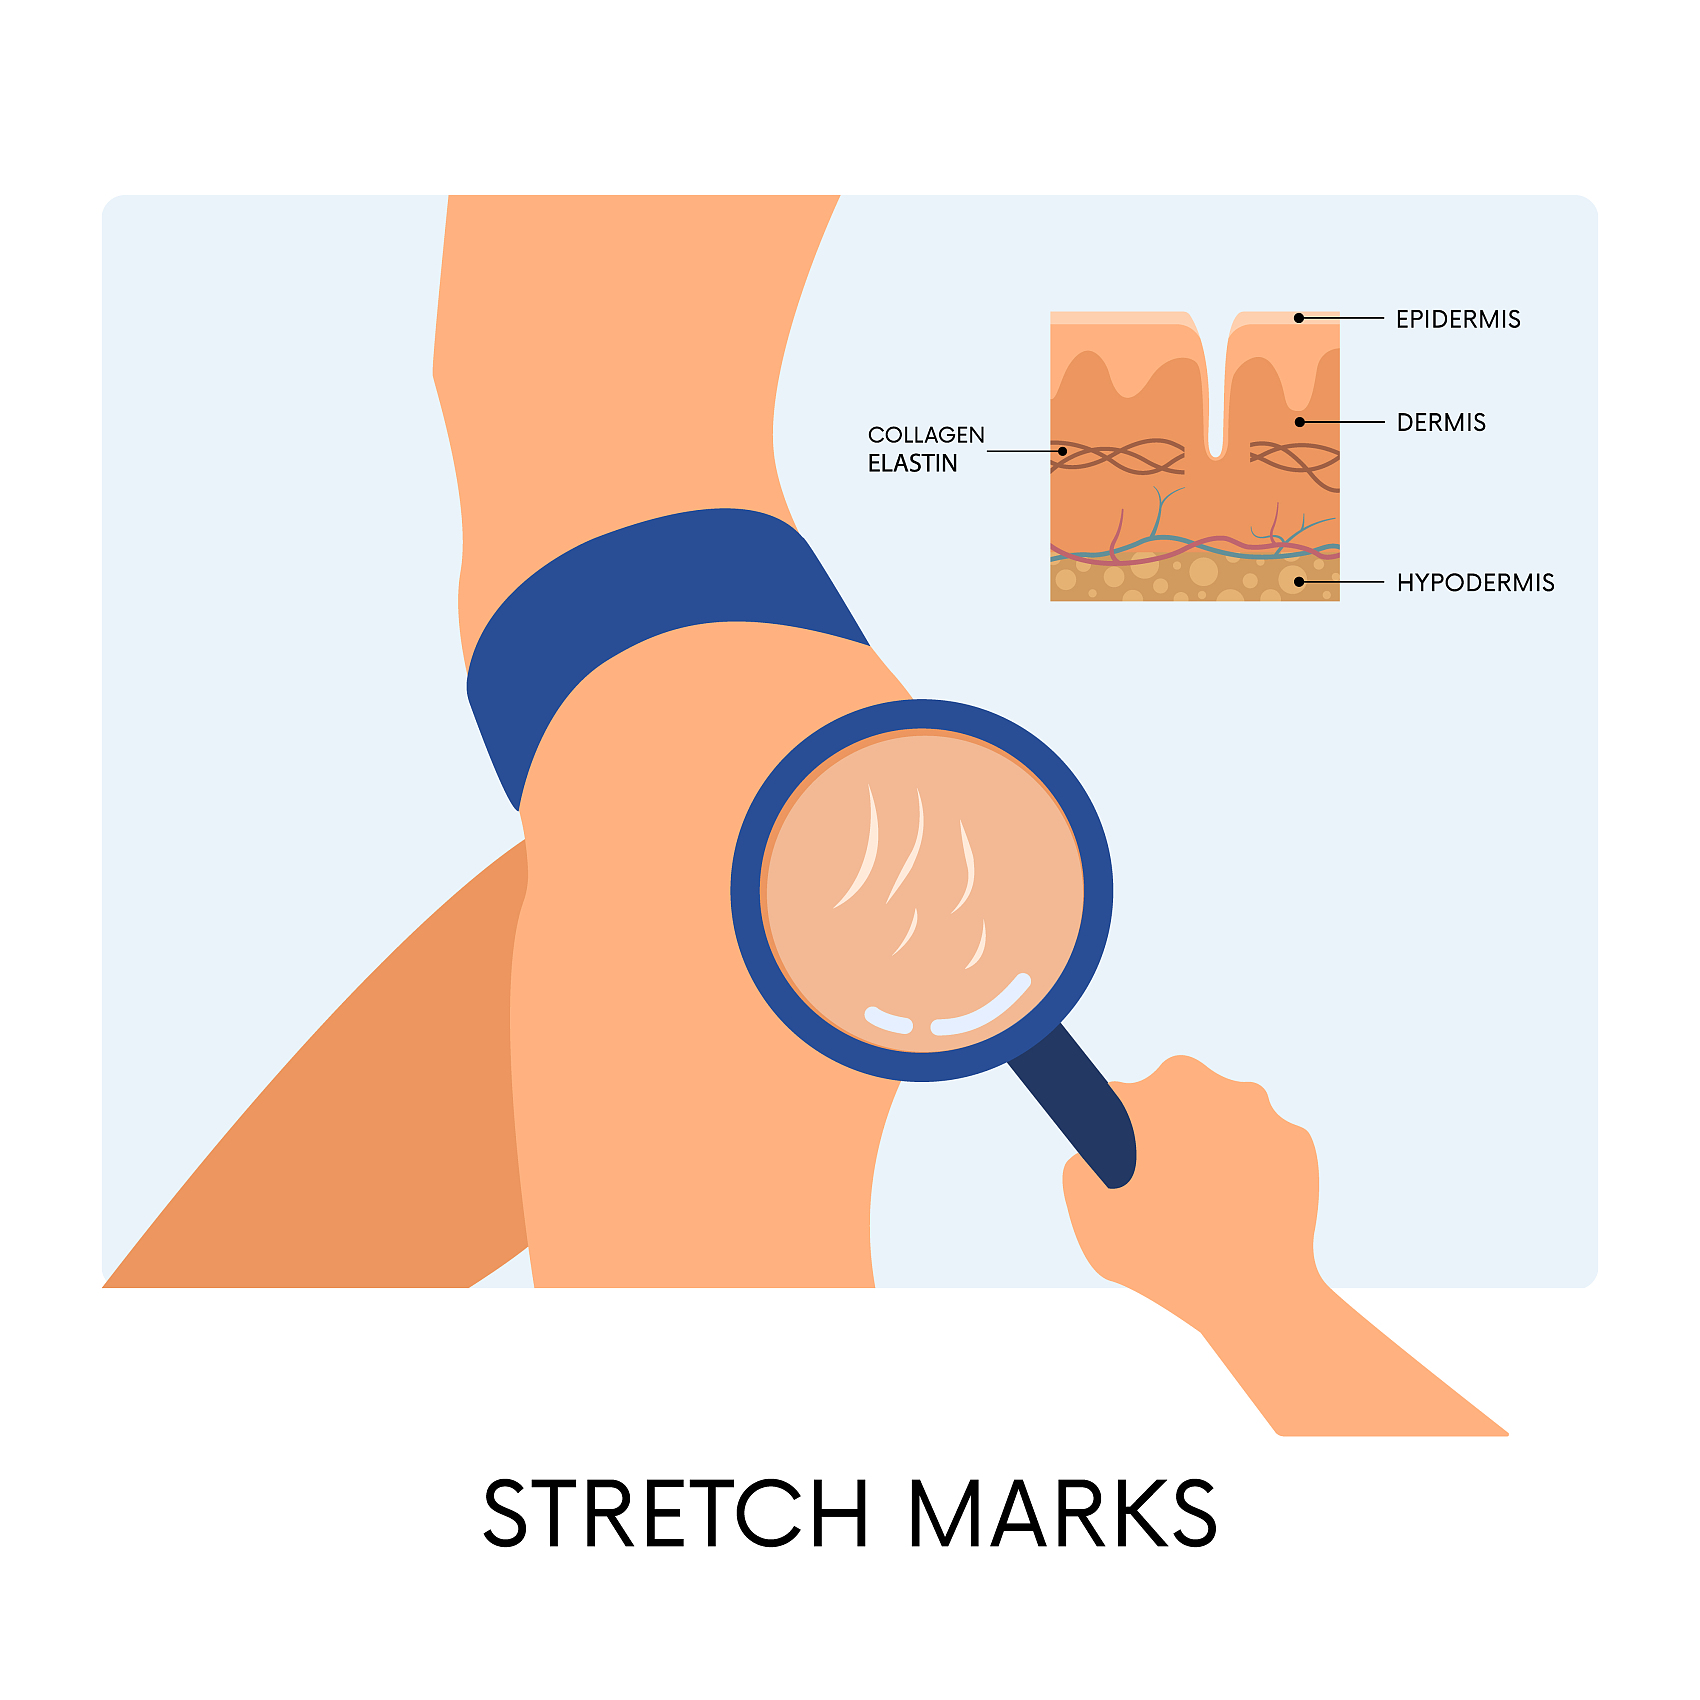 EPIDERMIS
DERMIS
COLLAGEN
ELASTIN
HYPODERMIS
STRETCH MARKS